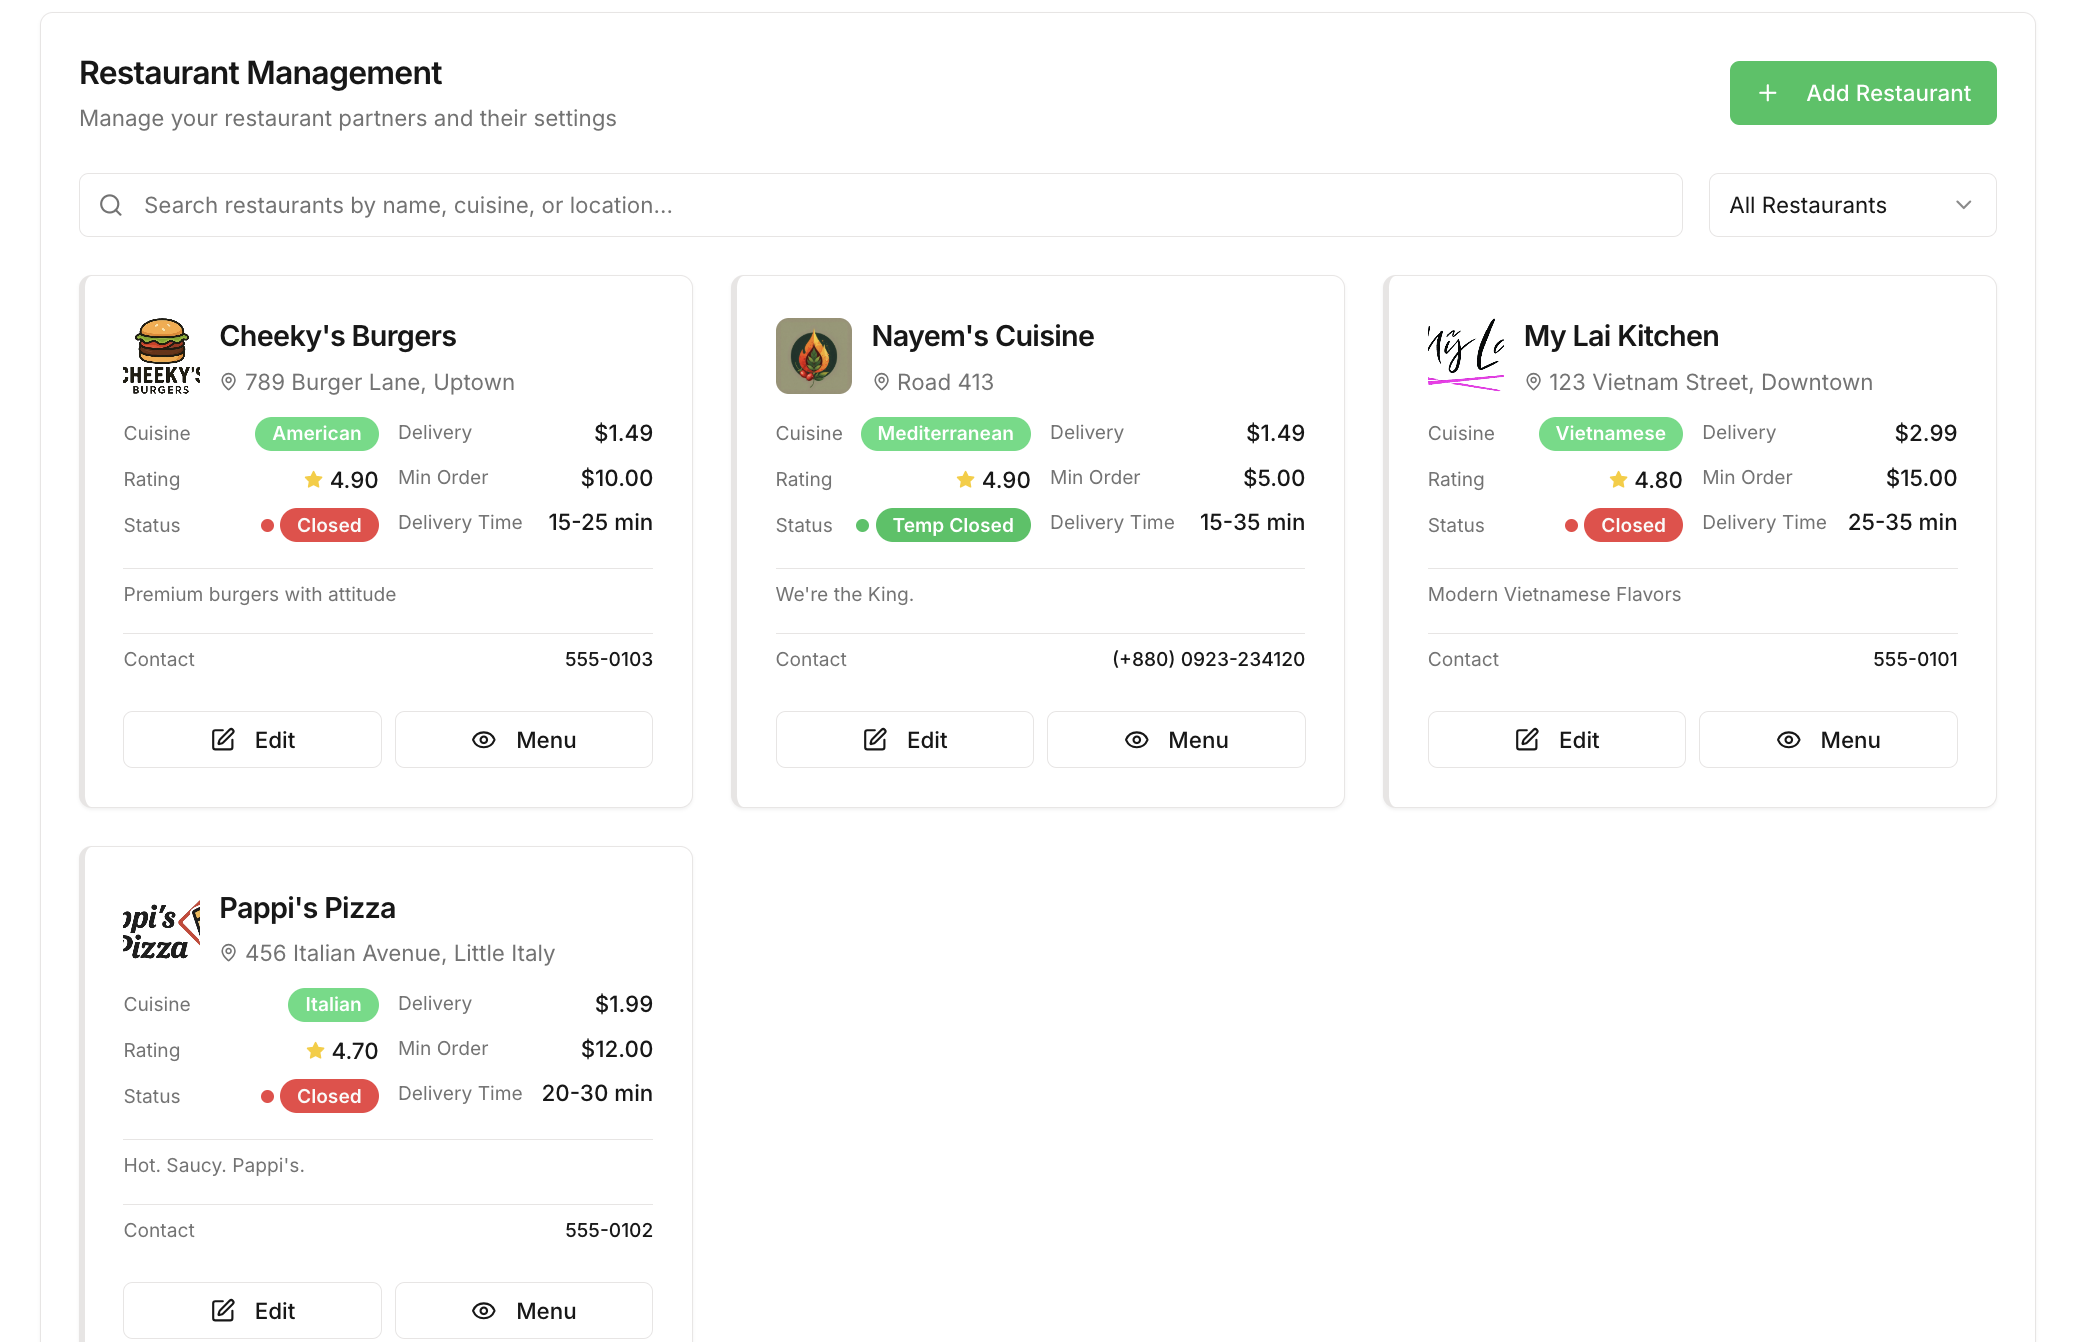 Restaurant Management
Manage your restaurant partners and their settings
Add Restaurant
Search restaurants by name, cuisine, or location...
All Restaurants
CHEEKY'S
BURGERS
Cheeky's Burgers
789 Burger Lane, Uptown
Cuisine American Delivery $1.49
Rating 4.90 Min Order $10.00
Status Closed Delivery Time 15-25 min
Premium burgers with attitude
Contact 555-0103
Edit Menu
Nayem's Cuisine
Road 413
Cuisine Mediterranean Delivery $1.49
Rating 4.90 Min Order $5.00
Status Temp Closed Delivery Time 15-35 min
We're the King.
Contact (+880) 0923-234120
Edit Menu
My Lai Kitchen
123 Vietnam Street, Downtown
Cuisine Vietnamese Delivery $2.99
Rating 4.80 Min Order $15.00
Status Closed Delivery Time 25-35 min
Modern Vietnamese Flavors
Contact 555-0101
Edit Menu
ppi's
Pizza
Pappi's Pizza
456 Italian Avenue, Little Italy
Cuisine Italian Delivery $1.99
Rating 4.70 Min Order $12.00
Status Closed Delivery Time 20-30 min
Hot. Saucy. Pappi's.
Contact 555-0102
Edit Menu